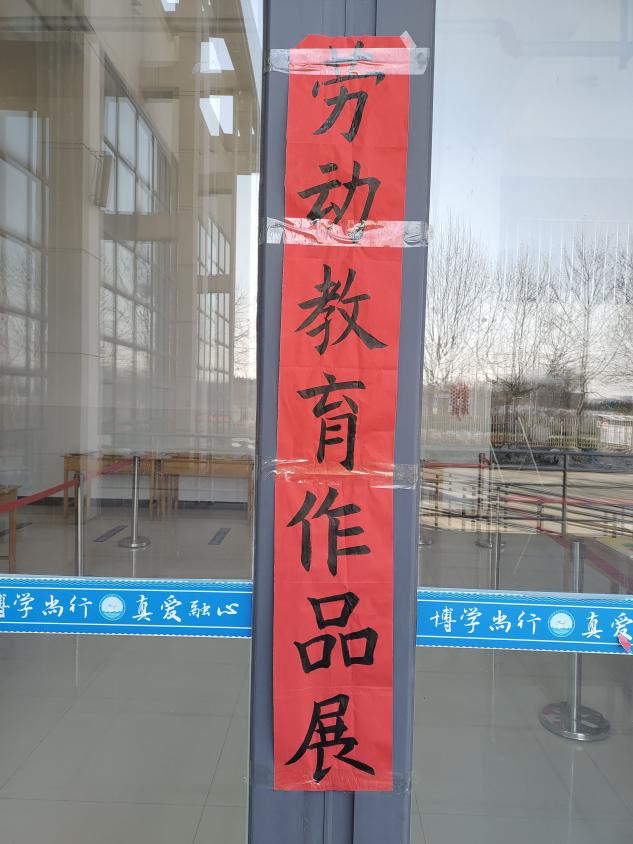 劳动教育作品展
博学尚行 真爱融心
博学尚行 真爱